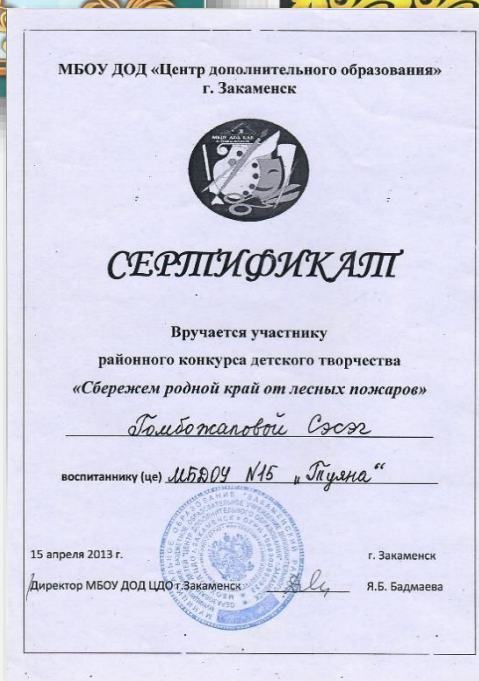 МБОУ ДОД «Центр дополнительного образования»
г. Закаменск
СЕРТИФИКАТ
Вручается участнику
районного конкурса детского творчества
«Сбережем родной край от лесных пожаров»
Гомбожаповой Сэсэг
воспитаннику (це) МБДОУ №15 „Туяна“
15 апреля 2013 г.
г. Закаменск
Директор МБОУ ДОД ЦДО г.Закаменск
Я.Б. Бадмаева